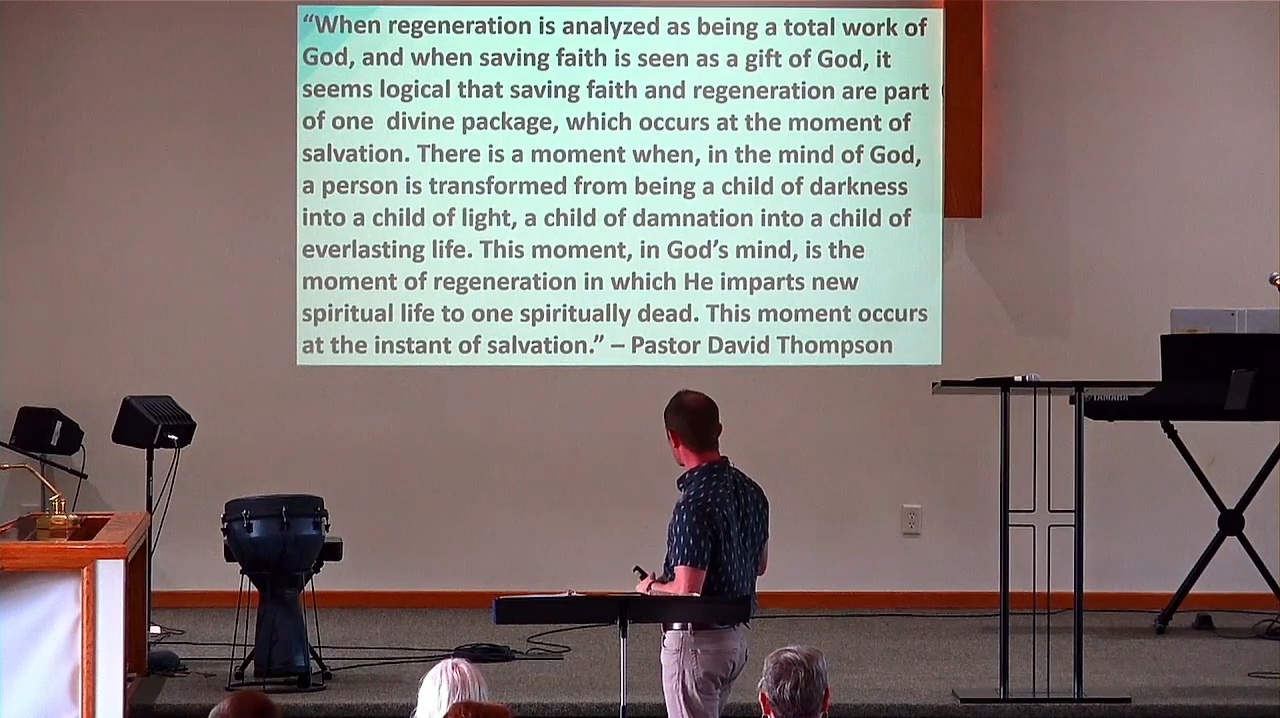 “When regeneration is analyzed as being a total work of
God, and when saving faith is seen as a gift of God, it
seems logical that saving faith and regeneration are part
of one  divine package, which occurs at the moment of
salvation. There is a moment when, in the mind of God,
a person is transformed from being a child of darkness
into a child of light, a child of damnation into a child of
everlasting life. This moment, in God’s mind, is the
moment of regeneration in which He imparts new
spiritual life to one spiritually dead. This moment occurs
at the instant of salvation.” – Pastor David Thompson
YAMAHA